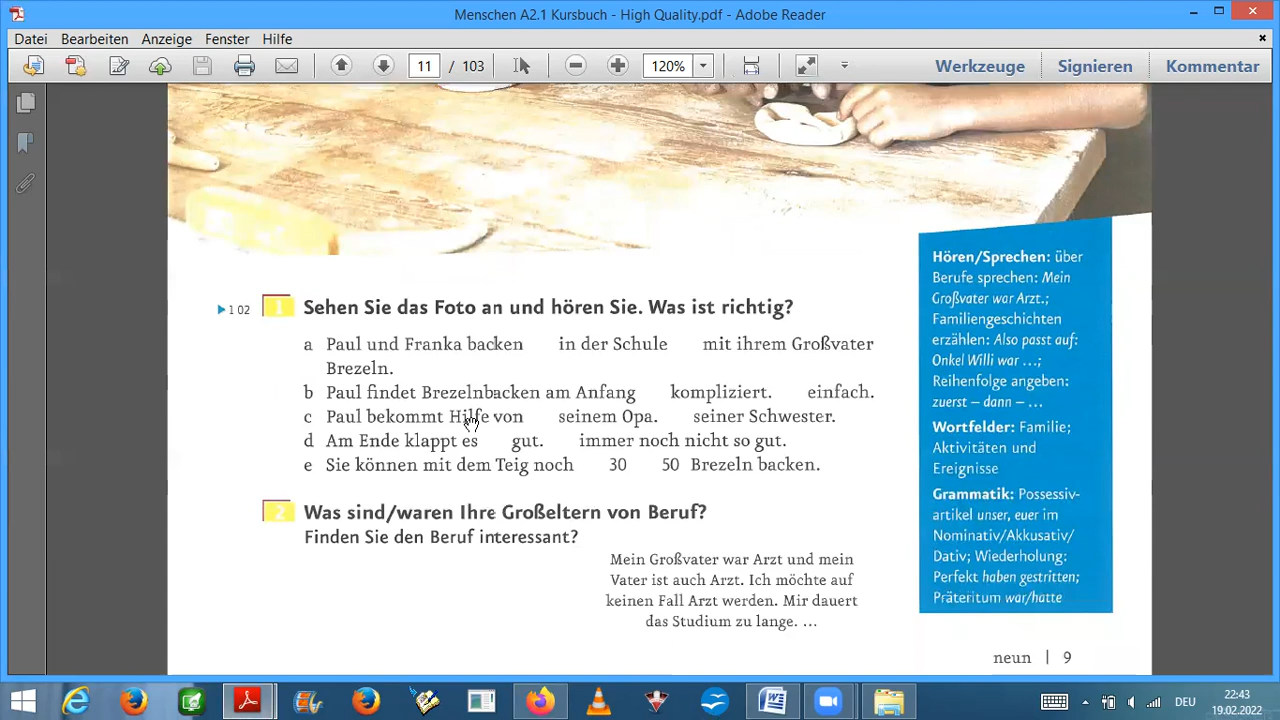 Menschen A2.1 Kursbuch - High Quality.pdf - Adobe Reader
Datei Bearbeiten Anzeige Fenster Hilfe
11 / 103 120% Werkzeuge Signieren Kommentar
1 02 1 Sehen Sie das Foto an und hören Sie. Was ist richtig?
a Paul und Franka backen in der Schule mit ihrem Großvater
Brezeln.
b Paul findet Brezelnbacken am Anfang kompliziert. einfach.
c Paul bekommt Hilfe von seinem Opa. seiner Schwester.
d Am Ende klappt es gut. immer noch nicht so gut.
e Sie können mit dem Teig noch 30 50 Brezeln backen.
2 Was sind/waren Ihre Großeltern von Beruf?
Finden Sie den Beruf interessant?
Mein Großvater war Arzt und mein
Vater ist auch Arzt. Ich möchte auf
keinen Fall Arzt werden. Mir dauert
das Studium zu lange. ...
Hören/Sprechen: über
Berufe sprechen: Mein
Großvater war Arzt.;
Familiengeschichten
erzählen: Also passt auf:
Onkel Willi war ...;
Reihenfolge angeben:
zuerst – dann – ...
Wortfelder: Familie;
Aktivitäten und
Ereignisse
Grammatik: Possessiv-
artikel unser, euer im
Nominativ/Akkusativ/
Dativ; Wiederholung:
Perfekt haben gestritten;
Präteritum war/hatte
neun | 9
DEU 22:43
19.02.2022